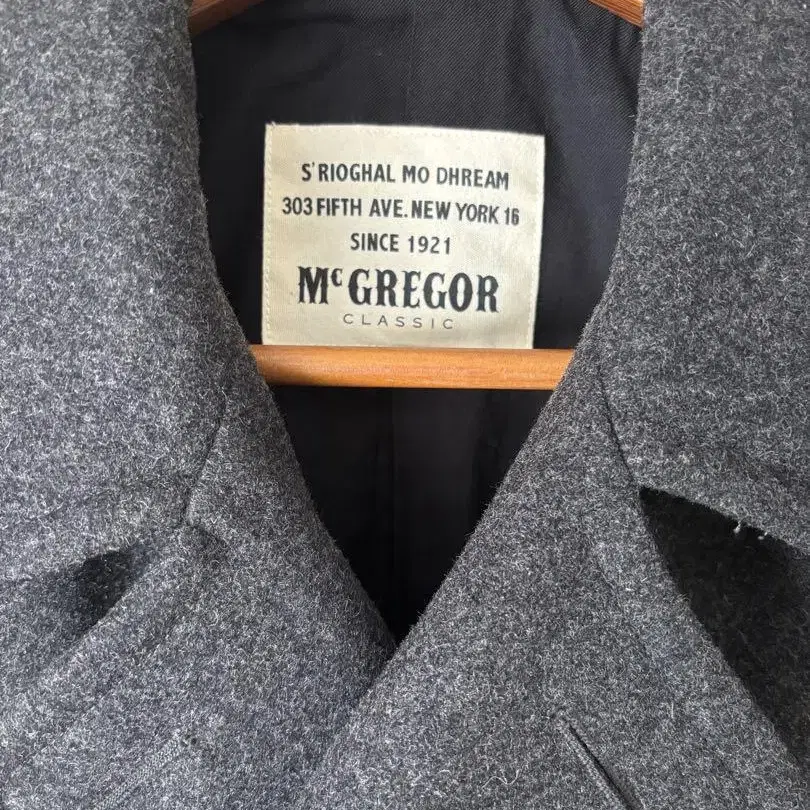 S'RIOGHAL MO DHREAM
303 FIFTH AVE. NEW YORK 16
SINCE 1921
McGREGOR
CLASSIC